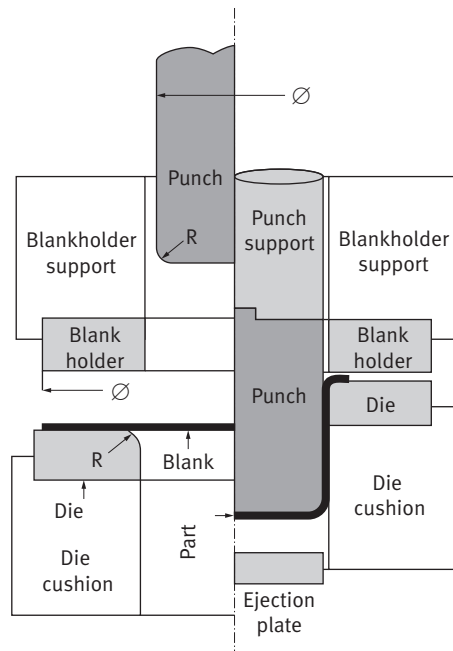 ∅
Punch
R
Blankholder
support
Punch
support
Blankholder
support
Blank
holder
Blank
holder
∅
Punch
Die
R
Blank
Die
Die
cushion
Part
Die
cushion
Ejection
plate